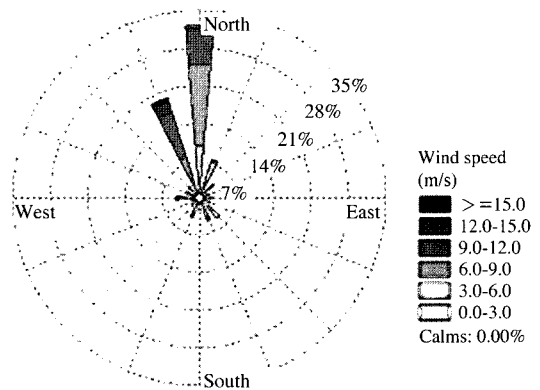 North
35%
28%
21%
14%
7%
West
East
South
Wind speed
(m/s)
> =15.0
12.0-15.0
9.0-12.0
6.0-9.0
3.0-6.0
0.0-3.0
Calms: 0.00%